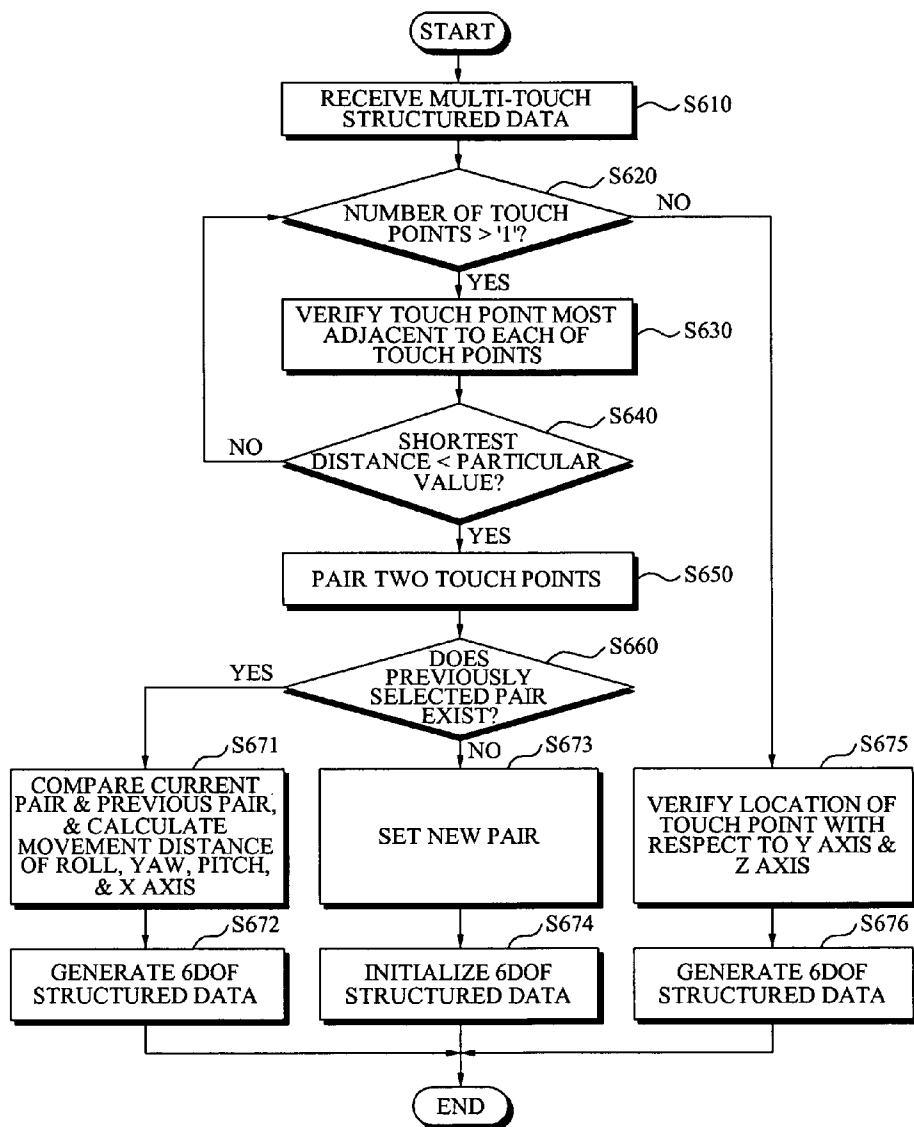 START
RECEIVE MULTI-TOUCH
STRUCTURED DATA
S610
S620
NUMBER OF TOUCH
POINTS > '1'?
NO
YES
VERIFY TOUCH POINT MOST
ADJACENT TO EACH OF
TOUCH POINTS
S630
S640
NO
SHORTEST
DISTANCE < PARTICULAR
VALUE?
YES
PAIR TWO TOUCH POINTS
S650
S660
YES
DOES
PREVIOUSLY
SELECTED PAIR
EXIST?
NO
S671
COMPARE CURRENT
PAIR & PREVIOUS PAIR,
& CALCULATE
MOVEMENT DISTANCE
OF ROLL, YAW, PITCH,
& X AXIS
S673
SET NEW PAIR
S675
VERIFY LOCATION OF
TOUCH POINT WITH
RESPECT TO Y AXIS &
Z AXIS
S672
GENERATE 6DOF
STRUCTURED DATA
S674
INITIALIZE 6DOF
STRUCTURED DATA
S676
GENERATE 6DOF
STRUCTURED DATA
END